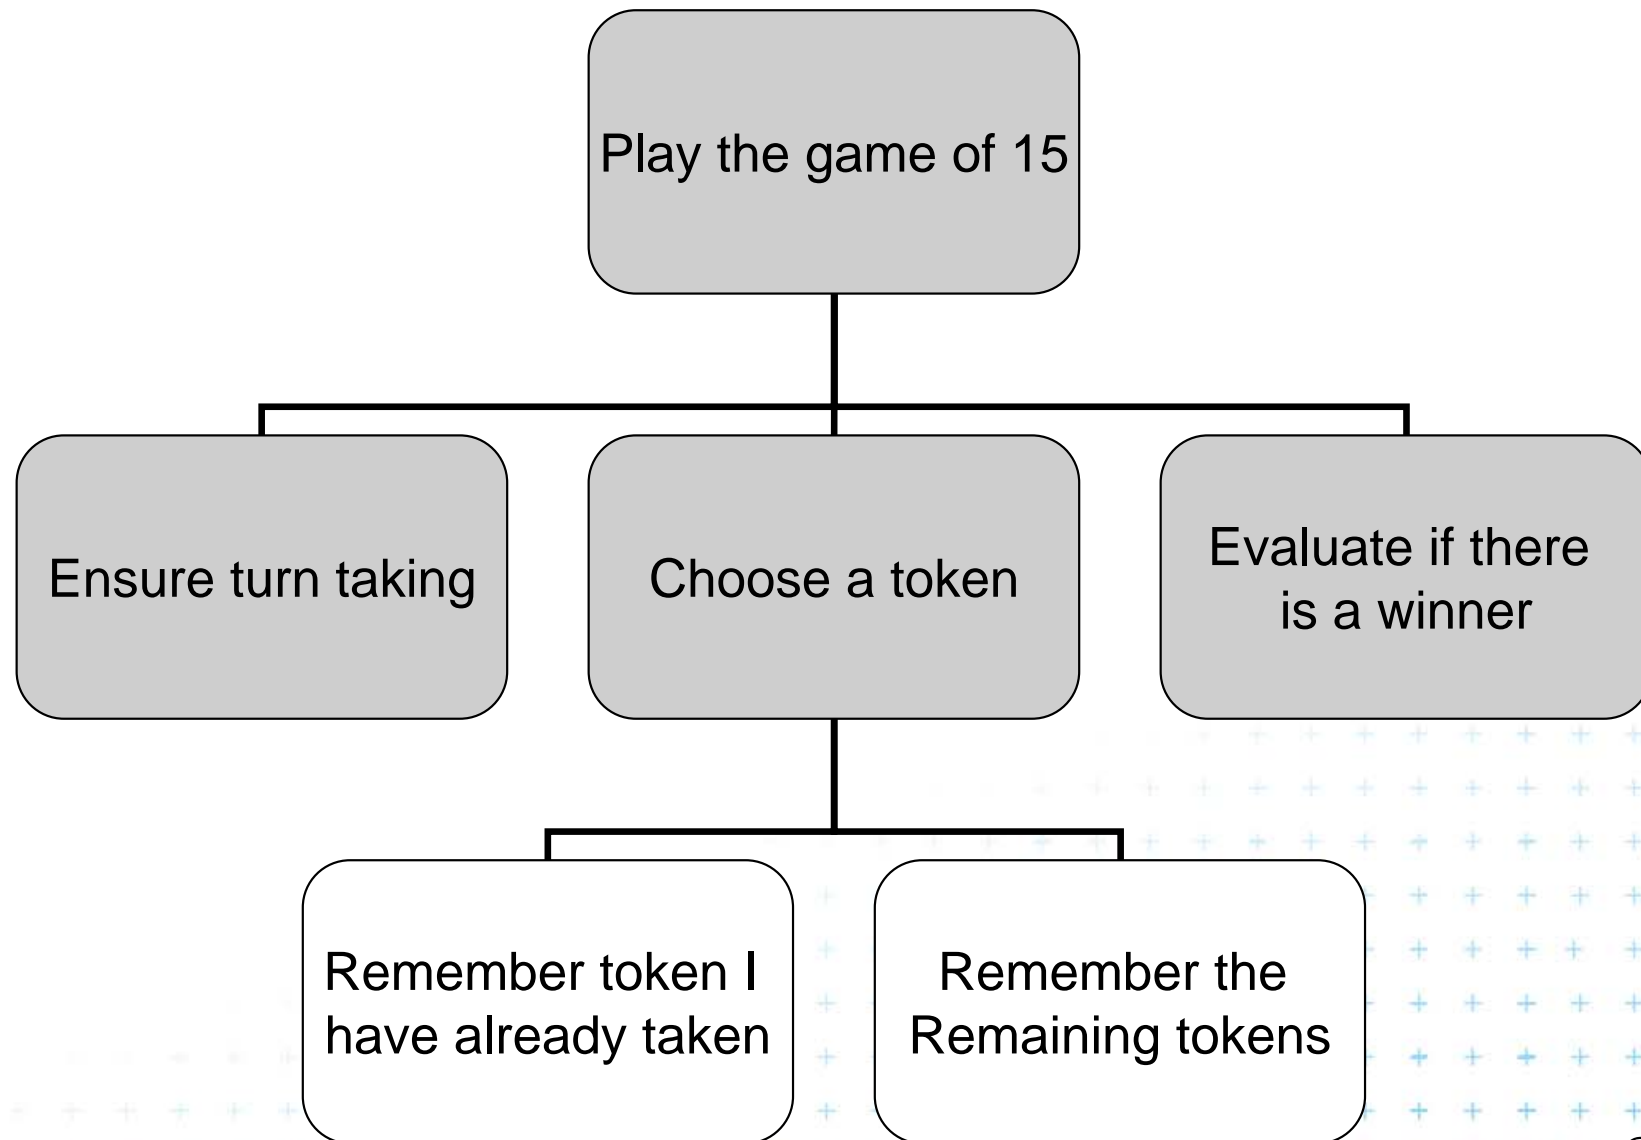 Play the game of 15
Ensure turn taking
Choose a token
Evaluate if there
is a winner
Remember token I
have already taken
Remember the
Remaining tokens